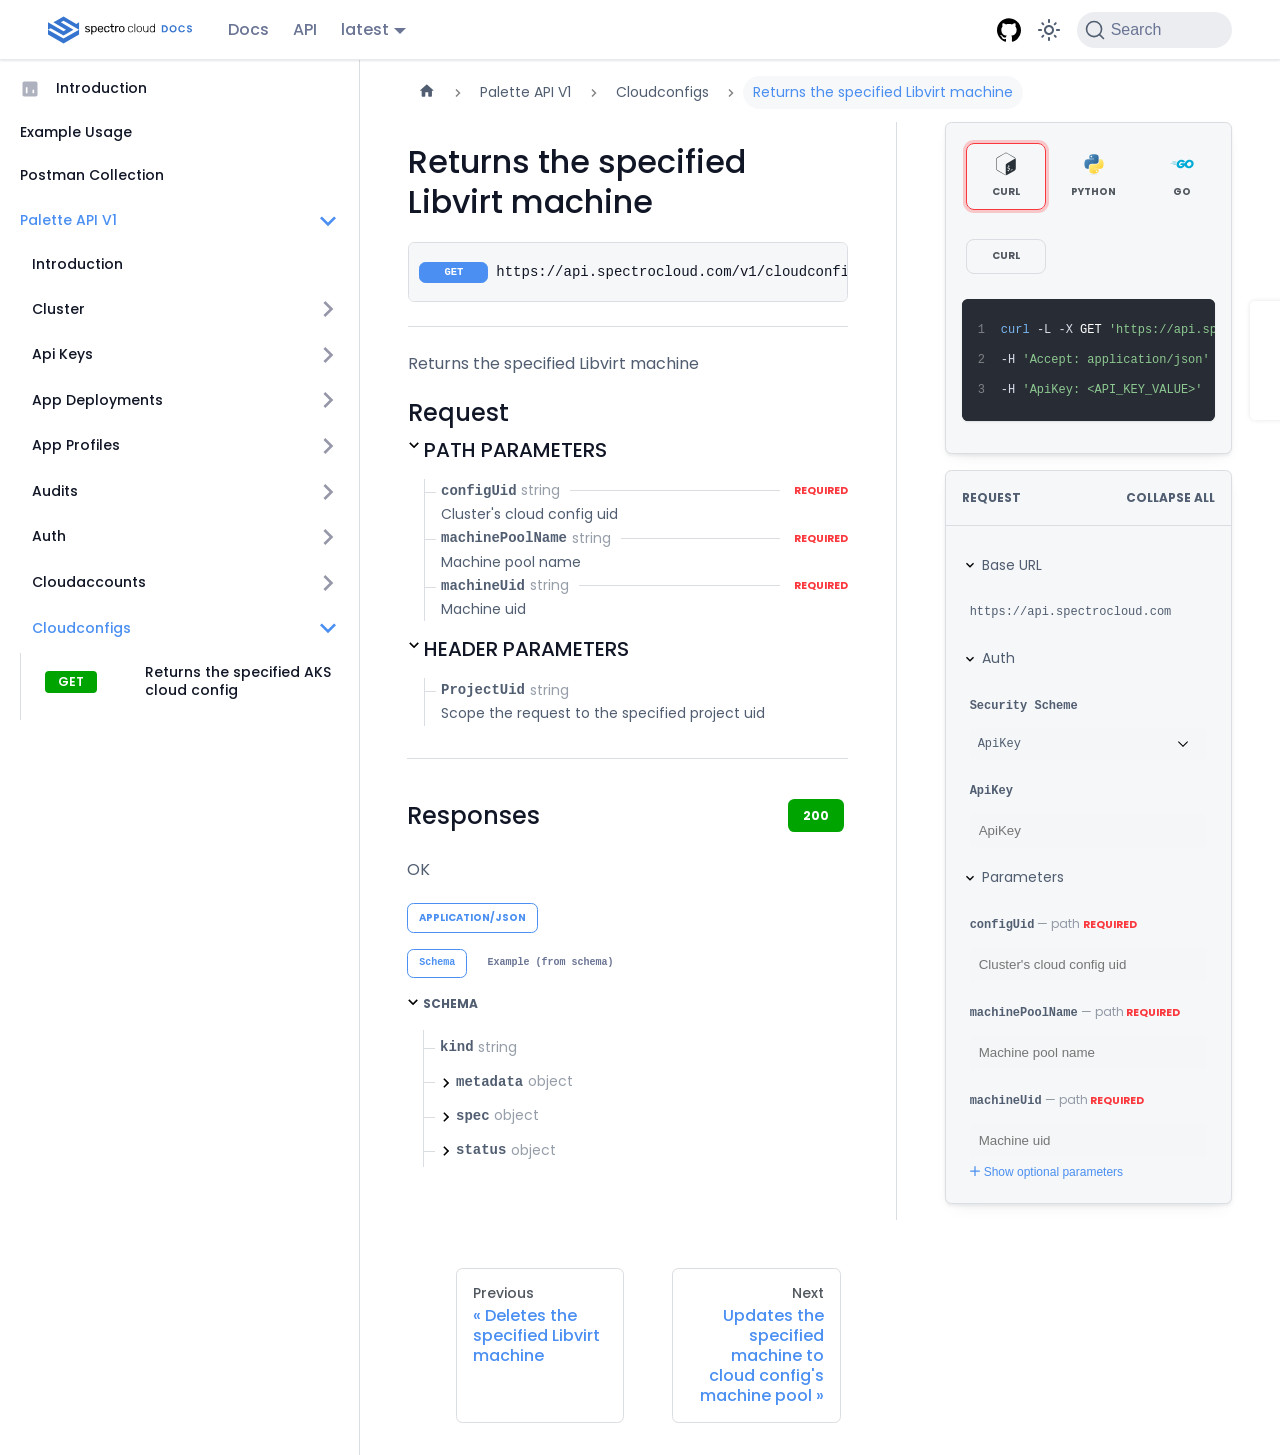 spectro cloud DOCS
Docs
API
latest
Search
Introduction
Example Usage
Postman Collection
Palette API V1
Introduction
Cluster
Api Keys
App Deployments
App Profiles
Audits
Auth
Cloudaccounts
Cloudconfigs
GET
Returns the specified AKS
cloud config
Palette API V1
Cloudconfigs
Returns the specified Libvirt machine
Returns the specified
Libvirt machine
GET
https://api.spectrocloud.com/v1/cloudconfi
Returns the specified Libvirt machine
Request
PATH PARAMETERS
configUid string REQUIRED
Cluster's cloud config uid
machinePoolName string REQUIRED
Machine pool name
machineUid string REQUIRED
Machine uid
HEADER PARAMETERS
ProjectUid string
Scope the request to the specified project uid
Responses
200
OK
APPLICATION/JSON
Schema
Example (from schema)
SCHEMA
kind string
metadata object
spec object
status object
CURL
PYTHON
GO
CURL
1 curl -L -X GET 'https://api.sp
2 -H 'Accept: application/json'
3 -H 'ApiKey: <API_KEY_VALUE>'
REQUEST
COLLAPSE ALL
Base URL
https://api.spectrocloud.com
Auth
Security Scheme
ApiKey
ApiKey
ApiKey
Parameters
configUid — path REQUIRED
Cluster's cloud config uid
machinePoolName — path REQUIRED
Machine pool name
machineUid — path REQUIRED
Machine uid
Show optional parameters
Previous
« Deletes the
specified Libvirt
machine
Next
Updates the
specified
machine to
cloud config's
machine pool »